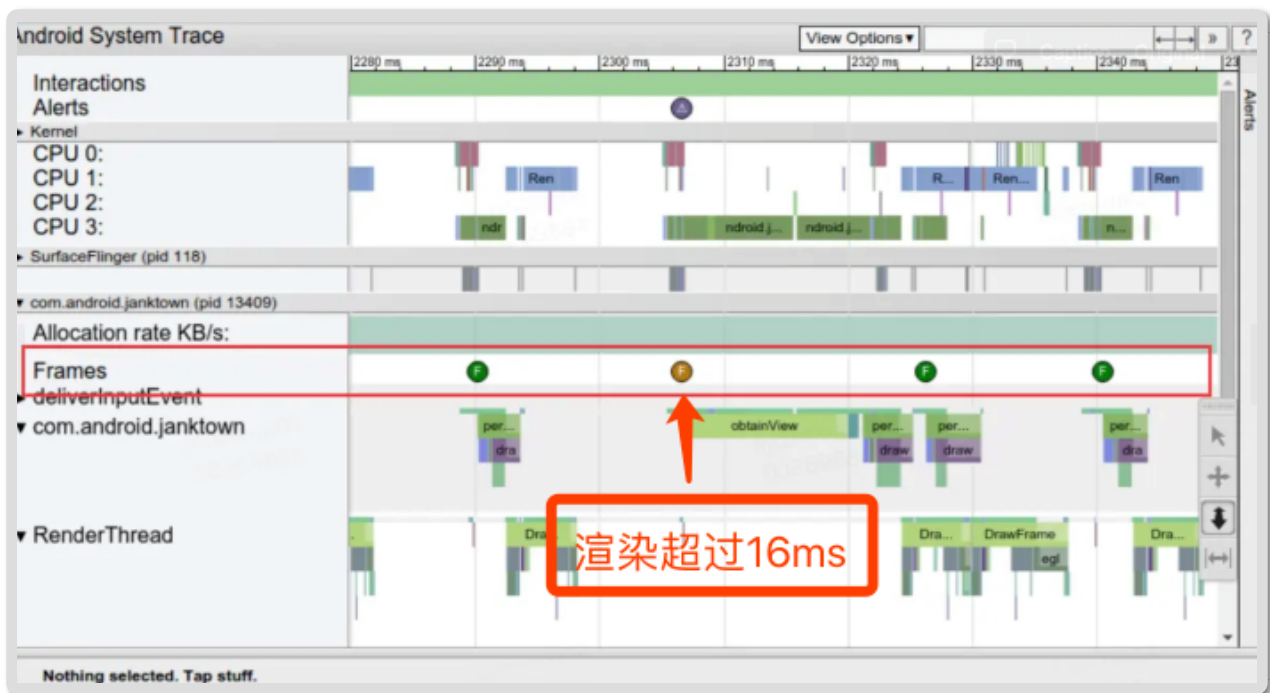 Android System Trace
View Options▾ » ?
2280 ms 2290 ms 2300 ms 2310 ms 2320 ms 2330 ms 2340 ms 23
Interactions
Alerts
Alerts
Kernel
CPU 0:
CPU 1: Ren R... Ren... Ren
CPU 2:
CPU 3: ndr ndroid.j... ndroid.j... n...
SurfaceFlinger (pid 118)
com.android.janktown (pid 13409)
Allocation rate KB/s:
Frames F F F F
deliverInputEvent
com.android.janktown per... obtainView per... per... per...
dra draw draw dra
渲染超过16ms
RenderThread Dra Dra... DrawFrame Dra...
egl
Nothing selected. Tap stuff.